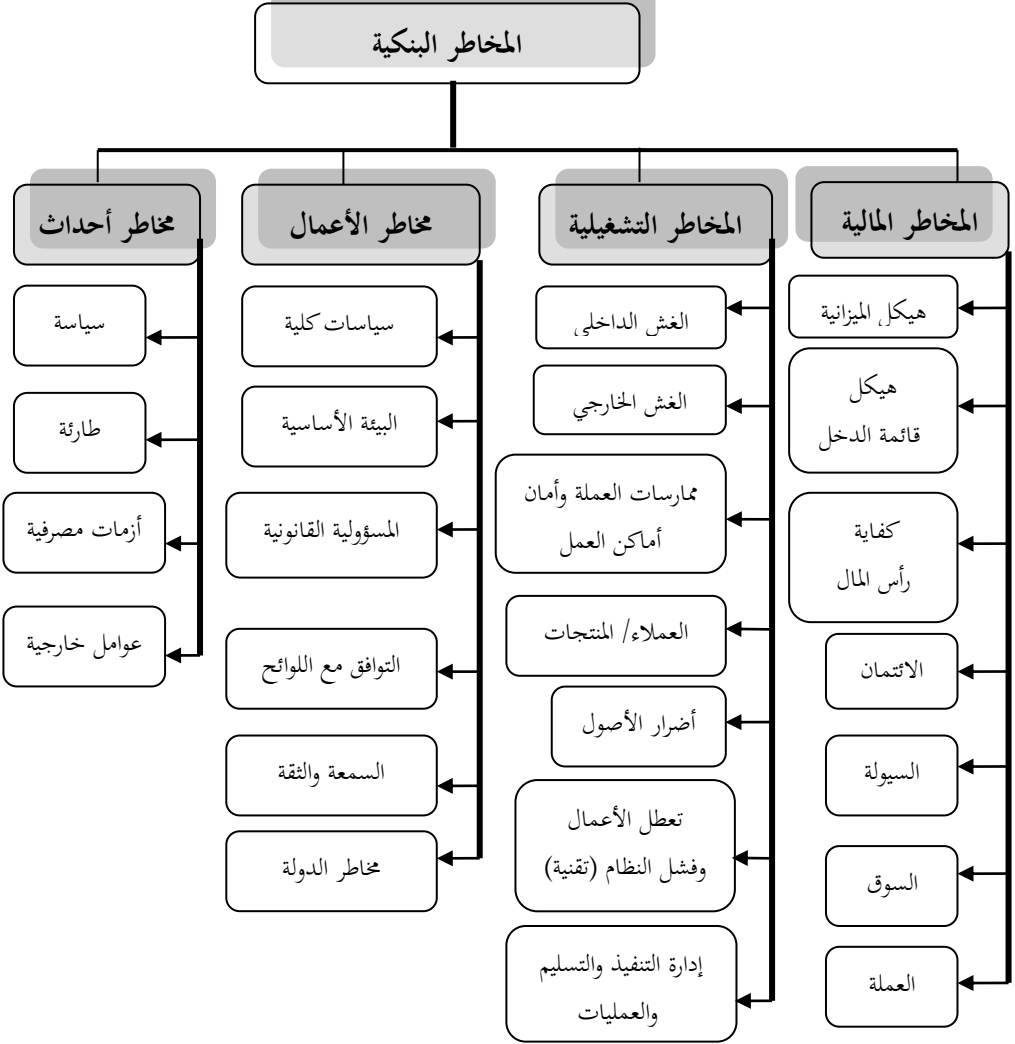 المخاطر البنكية
المخاطر المالية
هيكل الميزانية
هيكل
قائمة الدخل
كفاية
رأس المال
الائتمان
السيولة
السوق
العملة
المخاطر التشغيلية
الغش الداخلي
الغش الخارجي
ممارسات العملة وأمان
أماكن العمل
العملاء/ المنتجات
أضرار الأصول
تعطل الأعمال
وفشل النظام (تقنية)
إدارة التنفيذ والتسليم
والعمليات
مخاطر الأعمال
سياسات كلية
البيئة الأساسية
المسؤولية القانونية
التوافق مع اللوائح
السمعة والثقة
مخاطر الدولة
مخاطر أحداث
سياسة
طارئة
أزمات مصرفية
عوامل خارجية